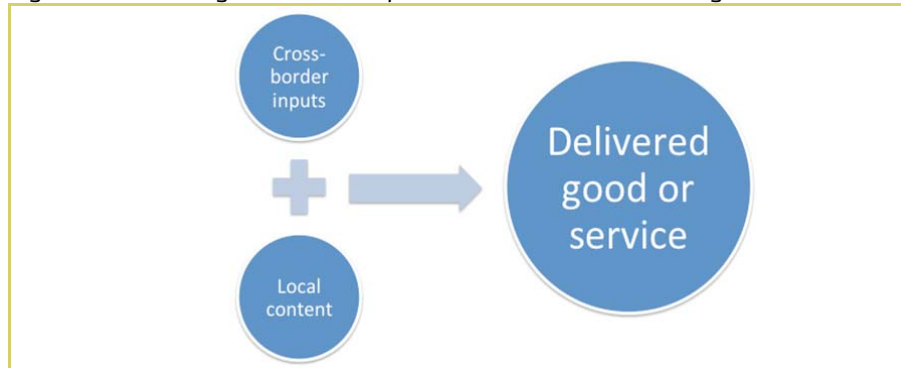 Cross-
border
inputs
Delivered
good or
service
Local
content